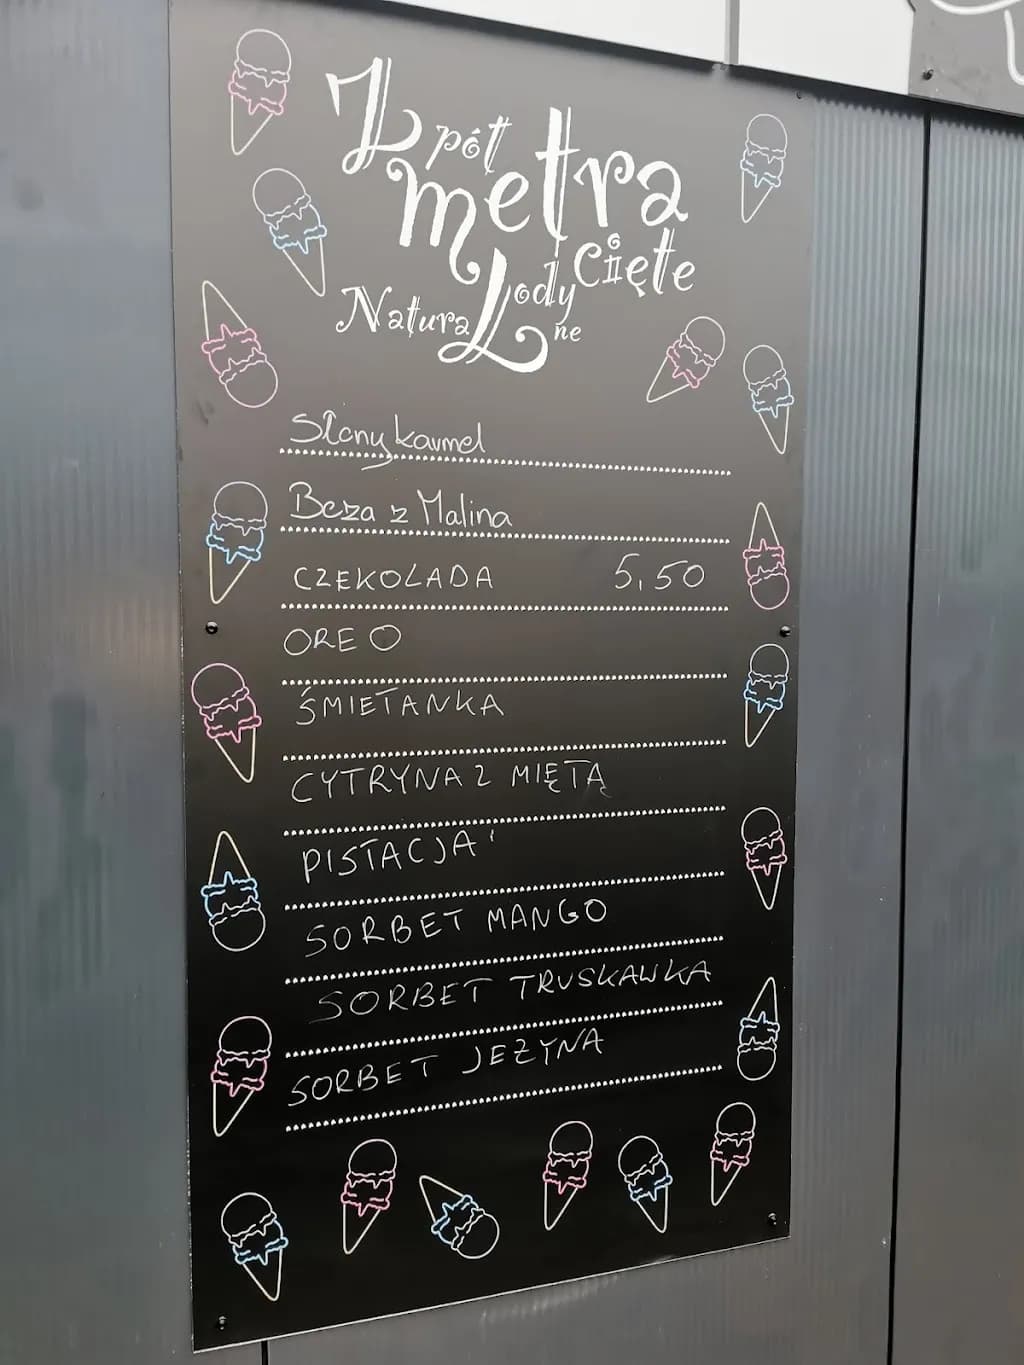 Z pół
metra
Cięte
Lody
Naturalne
Słony karmel
Beza z Malina
CZEKOLADA 5,50
OREO
ŚMIETANKA
CYTRYNA Z MIĘTĄ
PISTACJA
SORBET MANGO
SORBET TRUSKAWKA
SORBET JEŻYNA